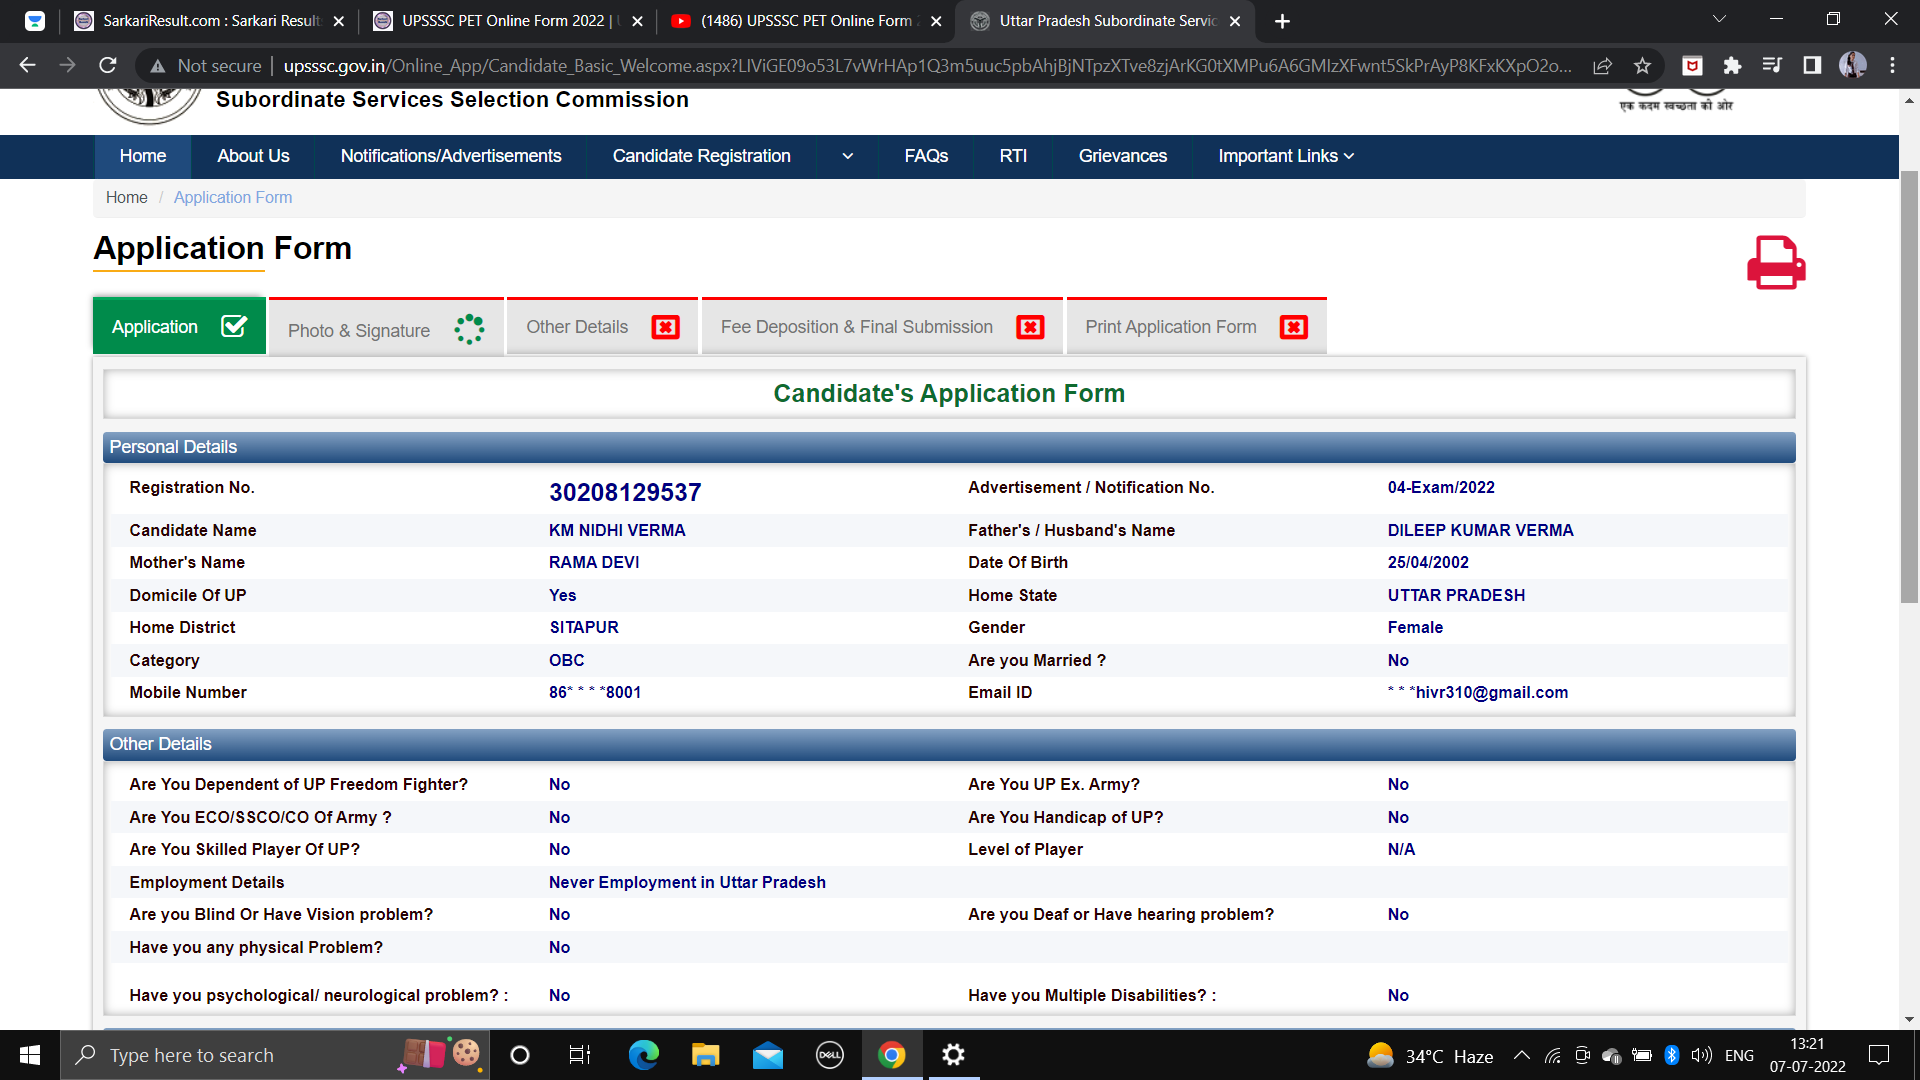 SarkariResult.com : Sarkari Result
UPSSSC PET Online Form 2022 |
(1486) UPSSSC PET Online Form
Uttar Pradesh Subordinate Servic
Not secure
upsssc.gov.in/Online_App/Candidate_Basic_Welcome.aspx?LIViGE09o53L7vWrHAp1Q3m5uuc5pbAhjBjNTpzXTve8zjArKG0tXMPu6A6GMIzXFwnt5SkPrAyP8KFxKXpO2o...
Subordinate Services Selection Commission
एक कदम स्वच्छता की ओर
Home About Us Notifications/Advertisements Candidate Registration FAQs RTI Grievances Important Links
Home / Application Form
Application Form
Application Photo & Signature Other Details Fee Deposition & Final Submission Print Application Form
Candidate's Application Form
Personal Details
Registration No. 30208129537 Advertisement / Notification No. 04-Exam/2022
Candidate Name KM NIDHI VERMA Father's / Husband's Name DILEEP KUMAR VERMA
Mother's Name RAMA DEVI Date Of Birth 25/04/2002
Domicile Of UP Yes Home State UTTAR PRADESH
Home District SITAPUR Gender Female
Category OBC Are you Married ? No
Mobile Number 86* * * *8001 Email ID * * *hivr310@gmail.com
Other Details
Are You Dependent of UP Freedom Fighter? No Are You UP Ex. Army? No
Are You ECO/SSCO/CO Of Army ? No Are You Handicap of UP? No
Are You Skilled Player Of UP? No Level of Player N/A
Employment Details Never Employment in Uttar Pradesh
Are you Blind Or Have Vision problem? No Are you Deaf or Have hearing problem? No
Have you any physical Problem? No
Have you psychological/ neurological problem? : No Have you Multiple Disabilities? : No
Type here to search
DELL
34°C Haze
ENG
13:21
07-07-2022